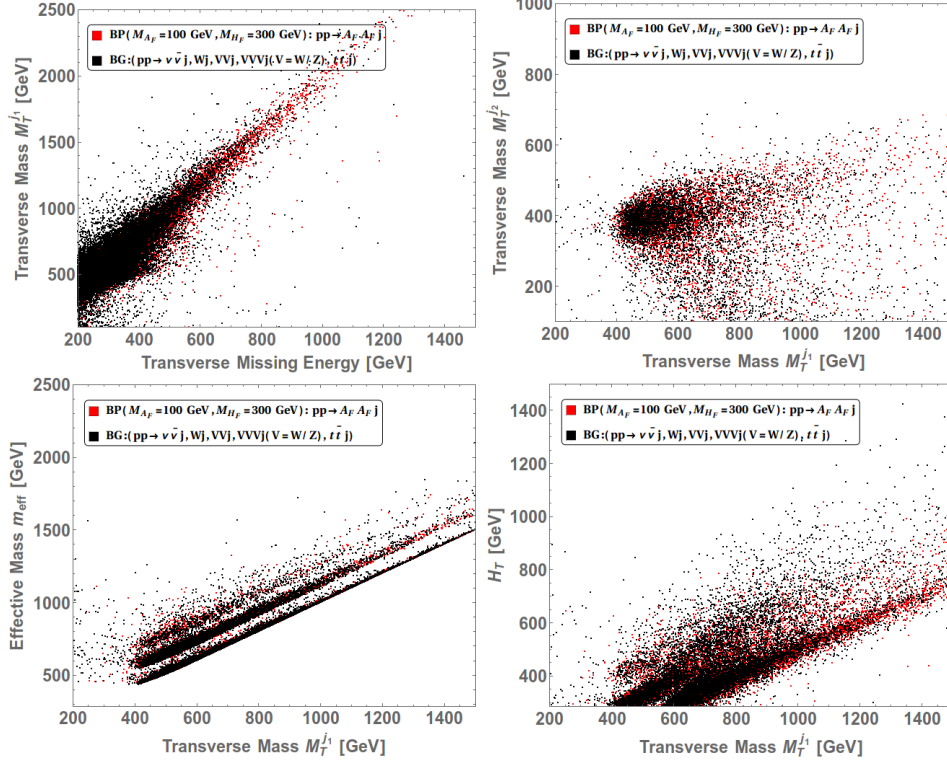 2500
2000
1500
1000
500
Transverse Mass M_T^{j_1} [GeV]
BP(M_{A_F}=100 GeV, M_{H_F}=300 GeV): pp→A_F A_F j
BG:(pp→ν ν̄ j, Wj, VVj, VVVj(V=W/Z), t t̄ j)
200 400 600 800 1000 1200 1400
Transverse Missing Energy [GeV]
1000
800
600
400
200
Transverse Mass M_T^{j_2} [GeV]
BP(M_{A_F}=100 GeV, M_{H_F}=300 GeV): pp→A_F A_F j
BG:(pp→ν ν̄ j, Wj, VVj, VVVj(V=W/Z), t t̄ j)
200 400 600 800 1000 1200 1400
Transverse Mass M_T^{j_1} [GeV]
2500
2000
1500
1000
500
Effective Mass m_eff [GeV]
BP(M_{A_F}=100 GeV, M_{H_F}=300 GeV): pp→A_F A_F j
BG:(pp→ν ν̄ j, Wj, VVj, VVVj(V=W/Z), t t̄ j)
200 400 600 800 1000 1200 1400
Transverse Mass M_T^{j_1} [GeV]
1400
1200
1000
800
600
400
H_T [GeV]
BP(M_{A_F}=100 GeV, M_{H_F}=300 GeV): pp→A_F A_F j
BG:(pp→ν ν̄ j, Wj, VVj, VVVj(V=W/Z), t t̄ j)
200 400 600 800 1000 1200 1400
Transverse Mass M_T^{j_1} [GeV]